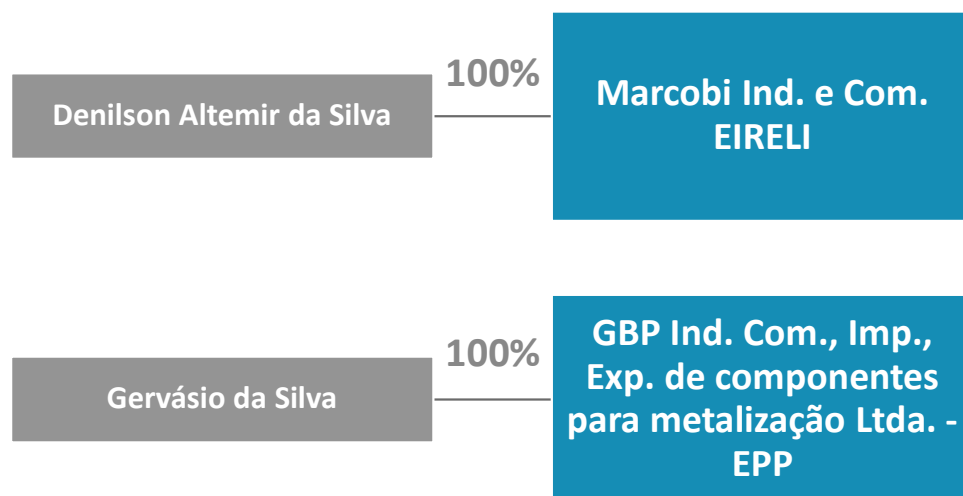 Denilson Altemir da Silva
100%
Marcobi Ind. e Com.
EIRELI
Gervásio da Silva
100%
GBP Ind. Com., Imp.,
Exp. de componentes
para metalização Ltda. -
EPP